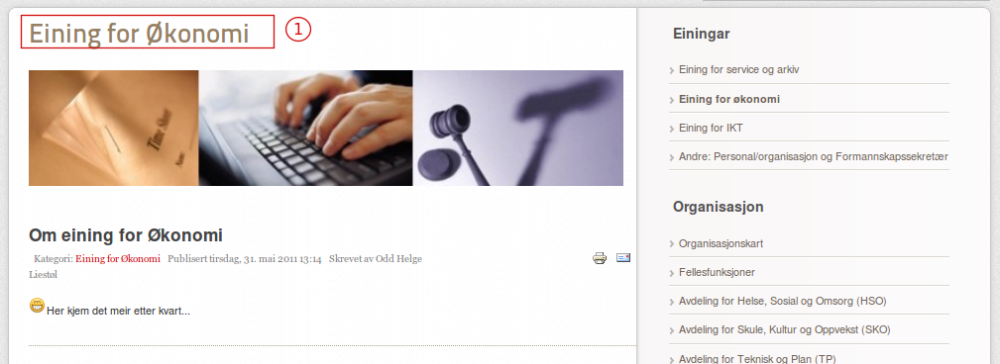 Eining for Økonomi
1
Time Sheet
Om eining for Økonomi
Kategori: Eining for Økonomi Publisert tirsdag, 31. mai 2011 13:14 Skrevet av Odd Helge
Liestøl
Her kjem det meir etter kvart...
Einingar
Eining for service og arkiv
Eining for økonomi
Eining for IKT
Andre: Personal/organisasjon og Formannskapssekretær
Organisasjon
Organisasjonskart
Fellesfunksjoner
Avdeling for Helse, Sosial og Omsorg (HSO)
Avdeling for Skule, Kultur og Oppvekst (SKO)
Avdeling for Teknisk og Plan (TP)